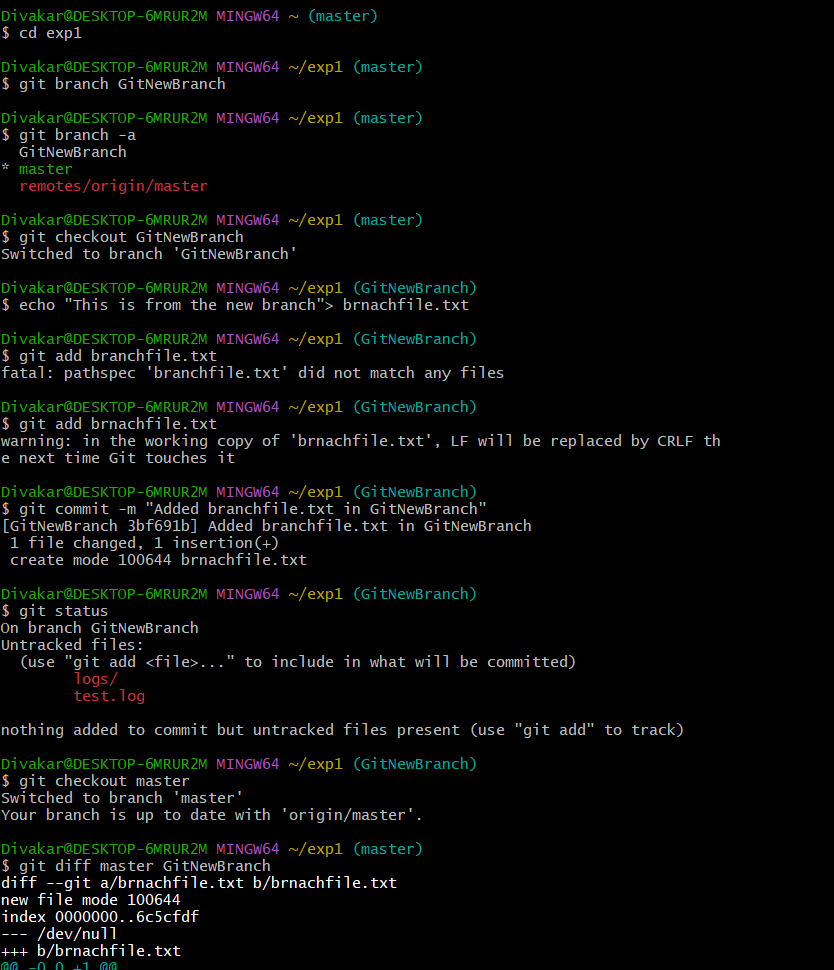 Divakar@DESKTOP-6MRUR2M MINGW64 ~ (master)
$ cd exp1
Divakar@DESKTOP-6MRUR2M MINGW64 ~/exp1 (master)
$ git branch GitNewBranch
Divakar@DESKTOP-6MRUR2M MINGW64 ~/exp1 (master)
$ git branch -a
  GitNewBranch
* master
  remotes/origin/master
Divakar@DESKTOP-6MRUR2M MINGW64 ~/exp1 (master)
$ git checkout GitNewBranch
Switched to branch 'GitNewBranch'
Divakar@DESKTOP-6MRUR2M MINGW64 ~/exp1 (GitNewBranch)
$ echo "This is from the new branch"> brnachfile.txt
Divakar@DESKTOP-6MRUR2M MINGW64 ~/exp1 (GitNewBranch)
$ git add branchfile.txt
fatal: pathspec 'branchfile.txt' did not match any files
Divakar@DESKTOP-6MRUR2M MINGW64 ~/exp1 (GitNewBranch)
$ git add brnachfile.txt
warning: in the working copy of 'brnachfile.txt', LF will be replaced by CRLF th
e next time Git touches it
Divakar@DESKTOP-6MRUR2M MINGW64 ~/exp1 (GitNewBranch)
$ git commit -m "Added branchfile.txt in GitNewBranch"
[GitNewBranch 3bf691b] Added branchfile.txt in GitNewBranch
 1 file changed, 1 insertion(+)
 create mode 100644 brnachfile.txt
Divakar@DESKTOP-6MRUR2M MINGW64 ~/exp1 (GitNewBranch)
$ git status
On branch GitNewBranch
Untracked files:
  (use "git add <file>..." to include in what will be committed)
        logs/
        test.log
nothing added to commit but untracked files present (use "git add" to track)
Divakar@DESKTOP-6MRUR2M MINGW64 ~/exp1 (GitNewBranch)
$ git checkout master
Switched to branch 'master'
Your branch is up to date with 'origin/master'.
Divakar@DESKTOP-6MRUR2M MINGW64 ~/exp1 (master)
$ git diff master GitNewBranch
diff --git a/brnachfile.txt b/brnachfile.txt
new file mode 100644
index 0000000..6c5cfdf
--- /dev/null
+++ b/brnachfile.txt
@@ -0,0 +1 @@